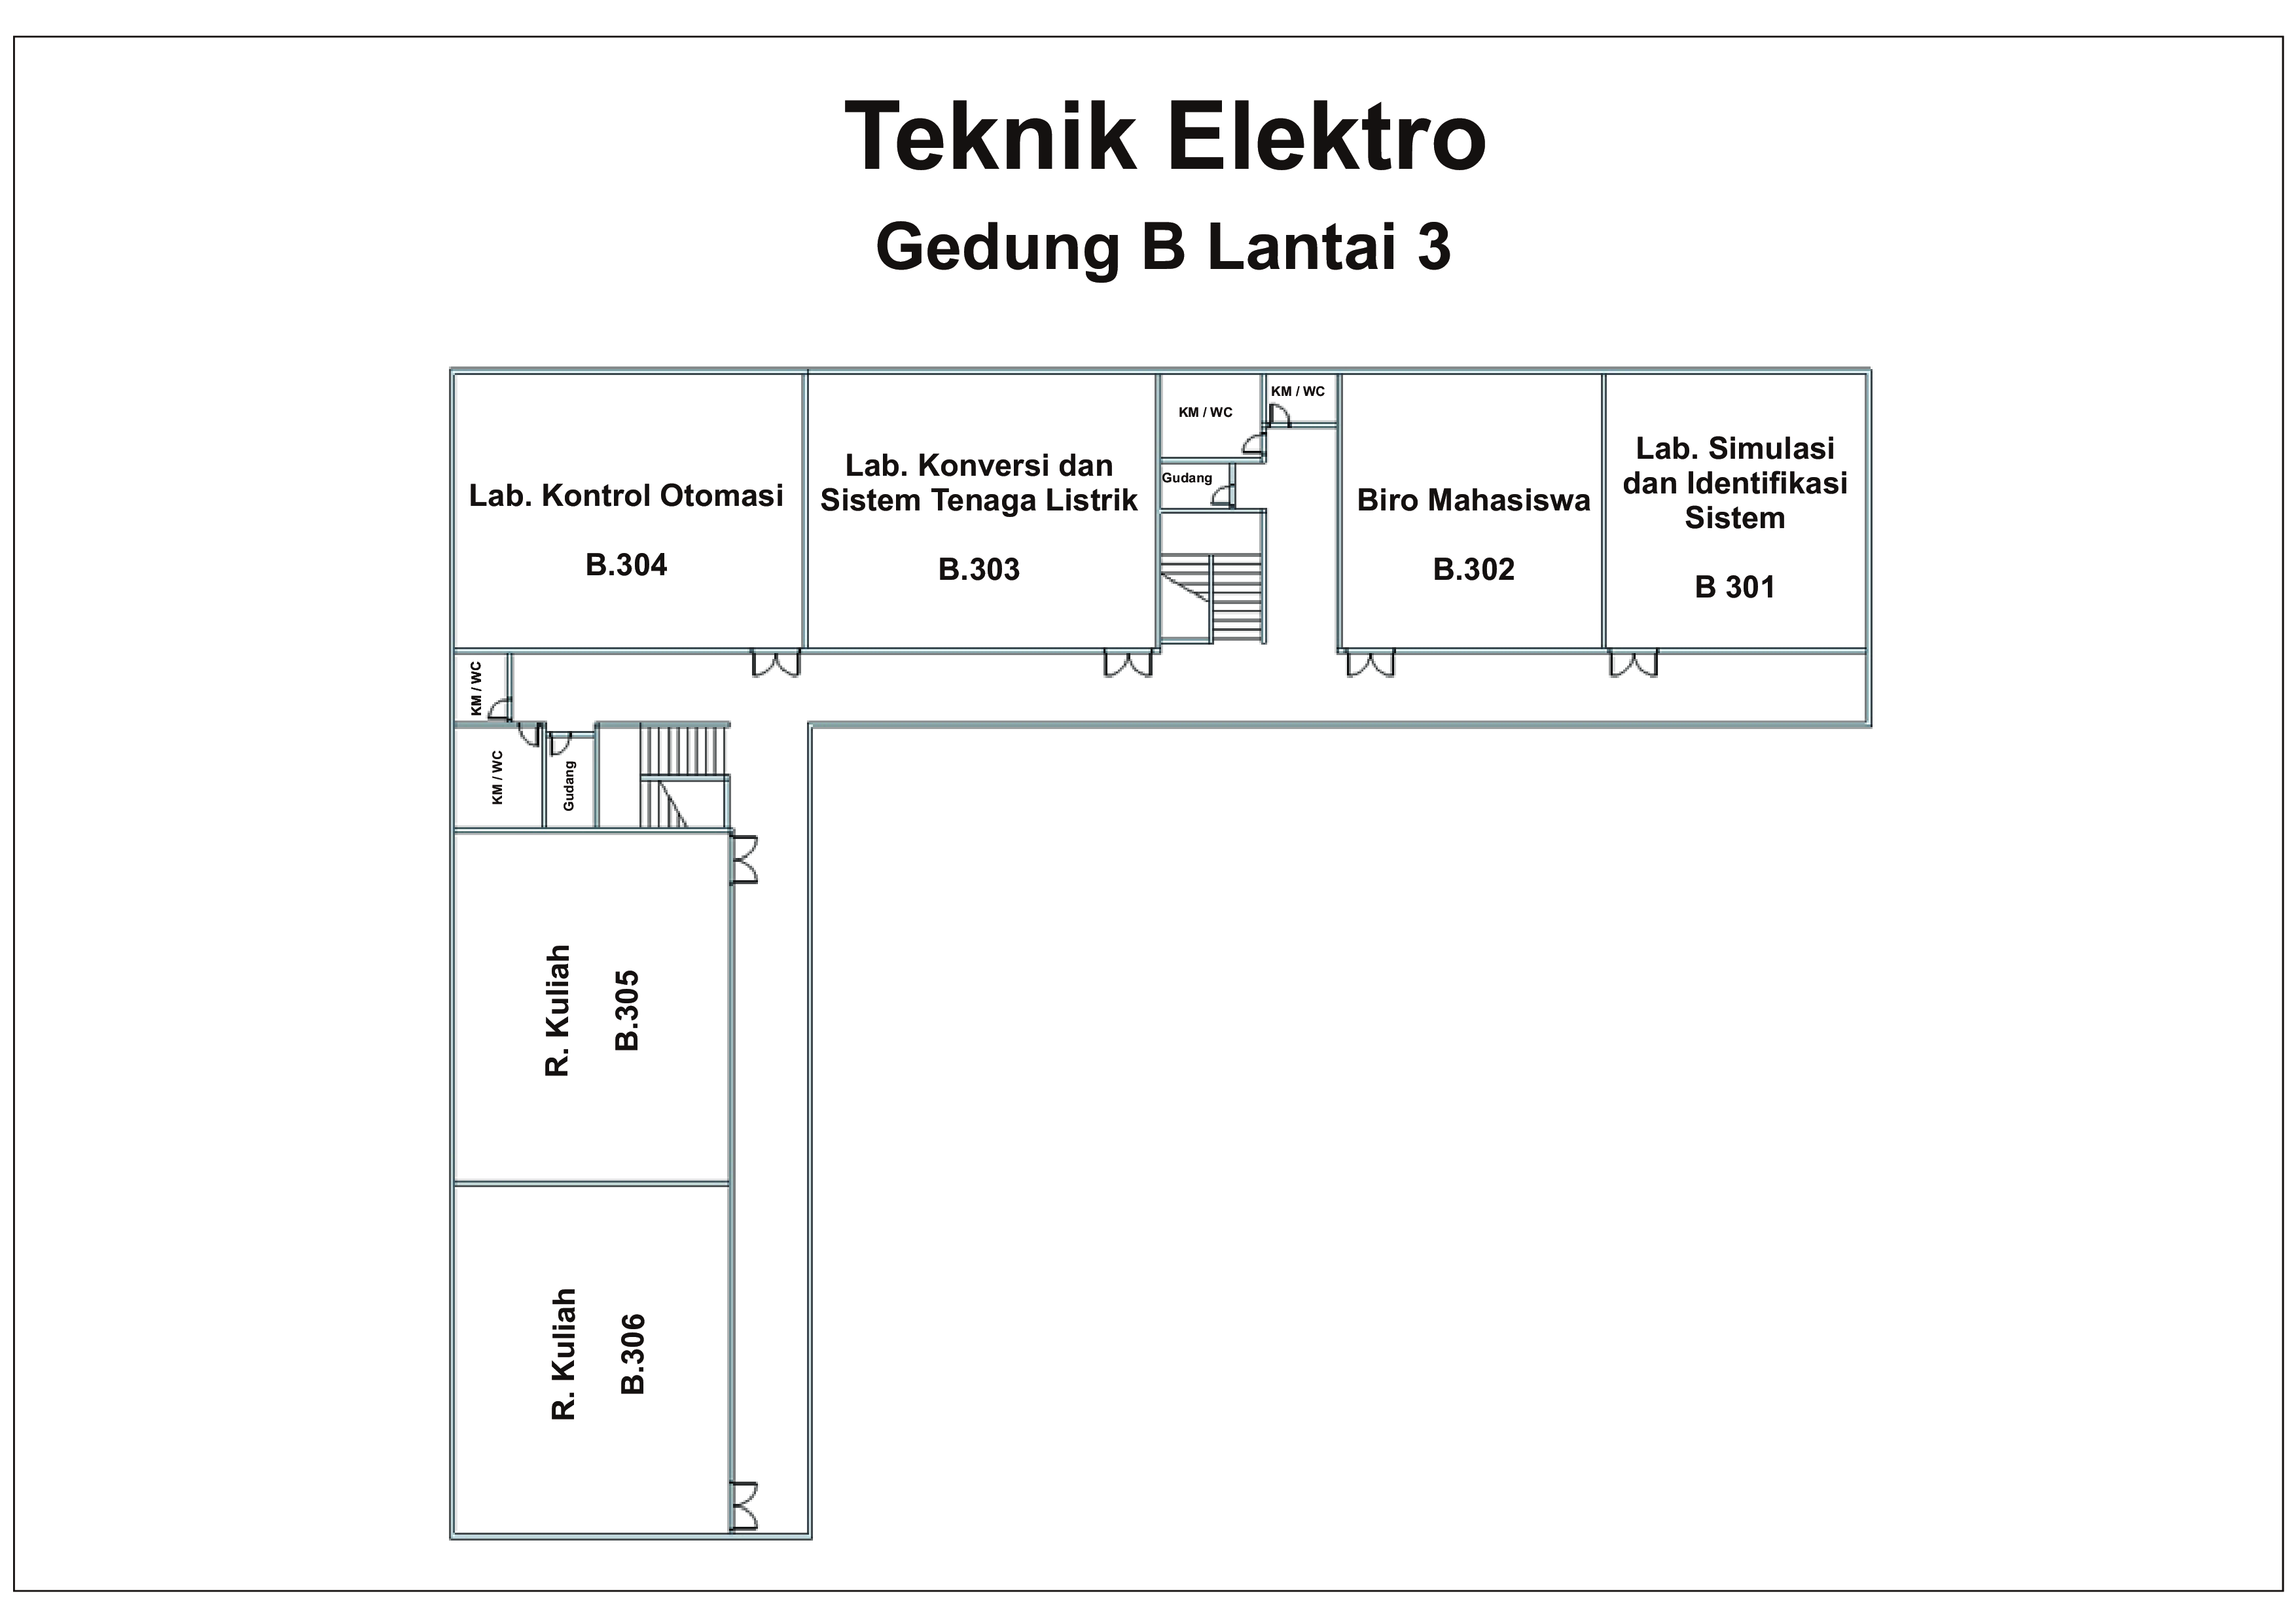 Teknik Elektro
Gedung B Lantai 3
Lab. Kontrol Otomasi
B.304
Lab. Konversi dan
Sistem Tenaga Listrik
B.303
KM / WC
KM / WC
Gudang
Biro Mahasiswa
B.302
Lab. Simulasi
dan Identifikasi
Sistem
B 301
KM / WC
KM / WC
Gudang
R. Kuliah
B.305
R. Kuliah
B.306